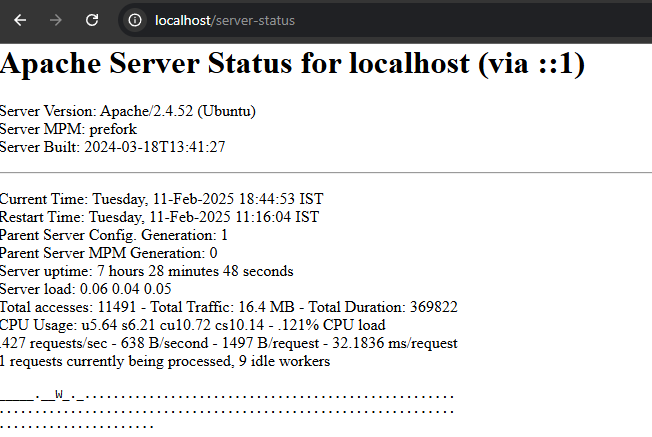 localhost/server-status
Apache Server Status for localhost (via ::1)
Server Version: Apache/2.4.52 (Ubuntu)
Server MPM: prefork
Server Built: 2024-03-18T13:41:27
Current Time: Tuesday, 11-Feb-2025 18:44:53 IST
Restart Time: Tuesday, 11-Feb-2025 11:16:04 IST
Parent Server Config. Generation: 1
Parent Server MPM Generation: 0
Server uptime: 7 hours 28 minutes 48 seconds
Server load: 0.06 0.04 0.05
Total accesses: 11491 - Total Traffic: 16.4 MB - Total Duration: 369822
CPU Usage: u5.64 s6.21 cu10.72 cs10.14 - .121% CPU load
.427 requests/sec - 638 B/second - 1497 B/request - 32.1836 ms/request
1 requests currently being processed, 9 idle workers
_____.__W_._....................................................
................................................................
......................